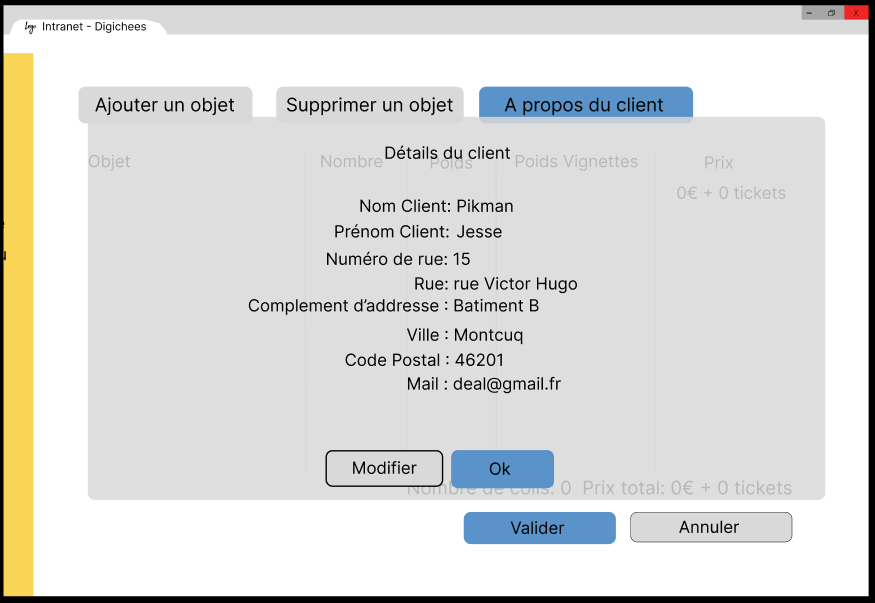 logo Intranet - Digichees
Ajouter un objet Supprimer un objet A propos du client
Détails du client
Objet Nombre Poids Poids Vignettes Prix
0€ + 0 tickets
Nom Client: Pikman
Prénom Client: Jesse
Numéro de rue: 15
Rue: rue Victor Hugo
Complement d’addresse : Batiment B
Ville : Montcuq
Code Postal : 46201
Mail : deal@gmail.fr
Modifier Ok
Nombre de colis: 0 Prix total: 0€ + 0 tickets
Valider Annuler